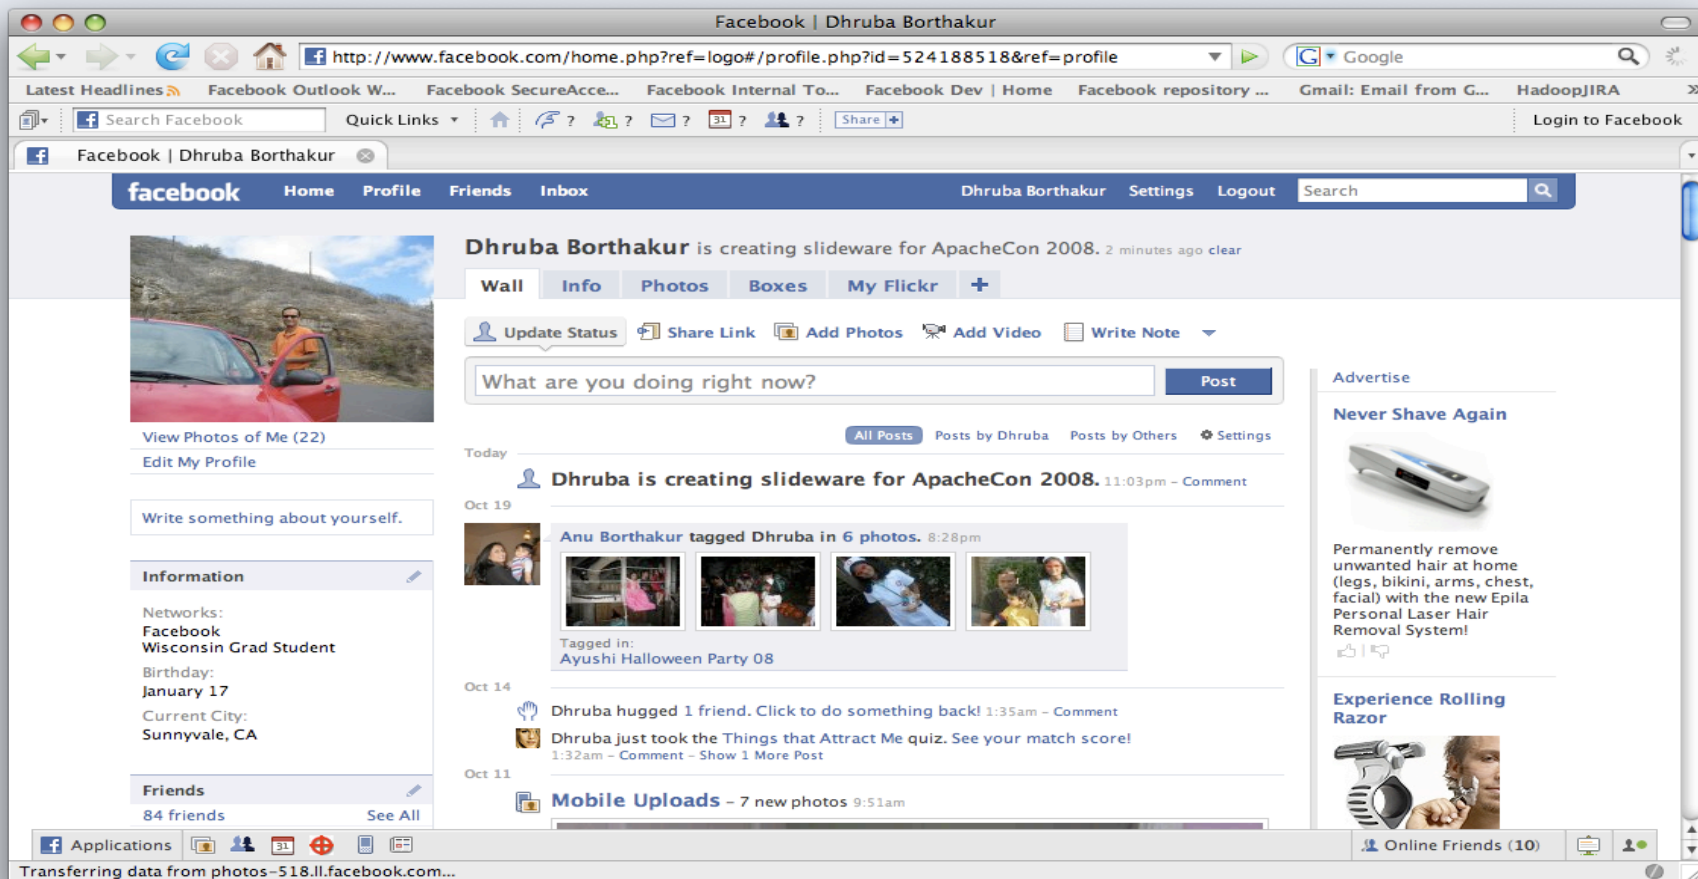 Facebook | Dhruba Borthakur
http://www.facebook.com/home.php?ref=logo#/profile.php?id=524188518&ref=profile
Google
Latest Headlines Facebook Outlook W... Facebook SecureAcce... Facebook Internal To... Facebook Dev | Home Facebook repository ... Gmail: Email from G... HadoopJIRA »
Search Facebook Quick Links ? ? ? 31 ? ? Share Login to Facebook
Facebook | Dhruba Borthakur
facebook Home Profile Friends Inbox Dhruba Borthakur Settings Logout Search
Dhruba Borthakur is creating slideware for ApacheCon 2008. 2 minutes ago clear
Wall Info Photos Boxes My Flickr +
Update Status Share Link Add Photos Add Video Write Note
What are you doing right now? Post
All Posts Posts by Dhruba Posts by Others Settings
View Photos of Me (22)
Edit My Profile
Write something about yourself.
Information
Networks:
Facebook
Wisconsin Grad Student
Birthday:
January 17
Current City:
Sunnyvale, CA
Friends
84 friends See All
Today
Dhruba is creating slideware for ApacheCon 2008. 11:03pm - Comment
Oct 19
Anu Borthakur tagged Dhruba in 6 photos. 8:28pm
Tagged in:
Ayushi Halloween Party 08
Oct 14
Dhruba hugged 1 friend. Click to do something back! 1:35am - Comment
Dhruba just took the Things that Attract Me quiz. See your match score!
1:32am - Comment - Show 1 More Post
Oct 11
Mobile Uploads - 7 new photos 9:51am
Advertise
Never Shave Again
Permanently remove
unwanted hair at home
(legs, bikini, arms, chest,
facial) with the new Epila
Personal Laser Hair
Removal System!
Experience Rolling
Razor
Applications 31 Online Friends (10)
Transferring data from photos-518.ll.facebook.com...